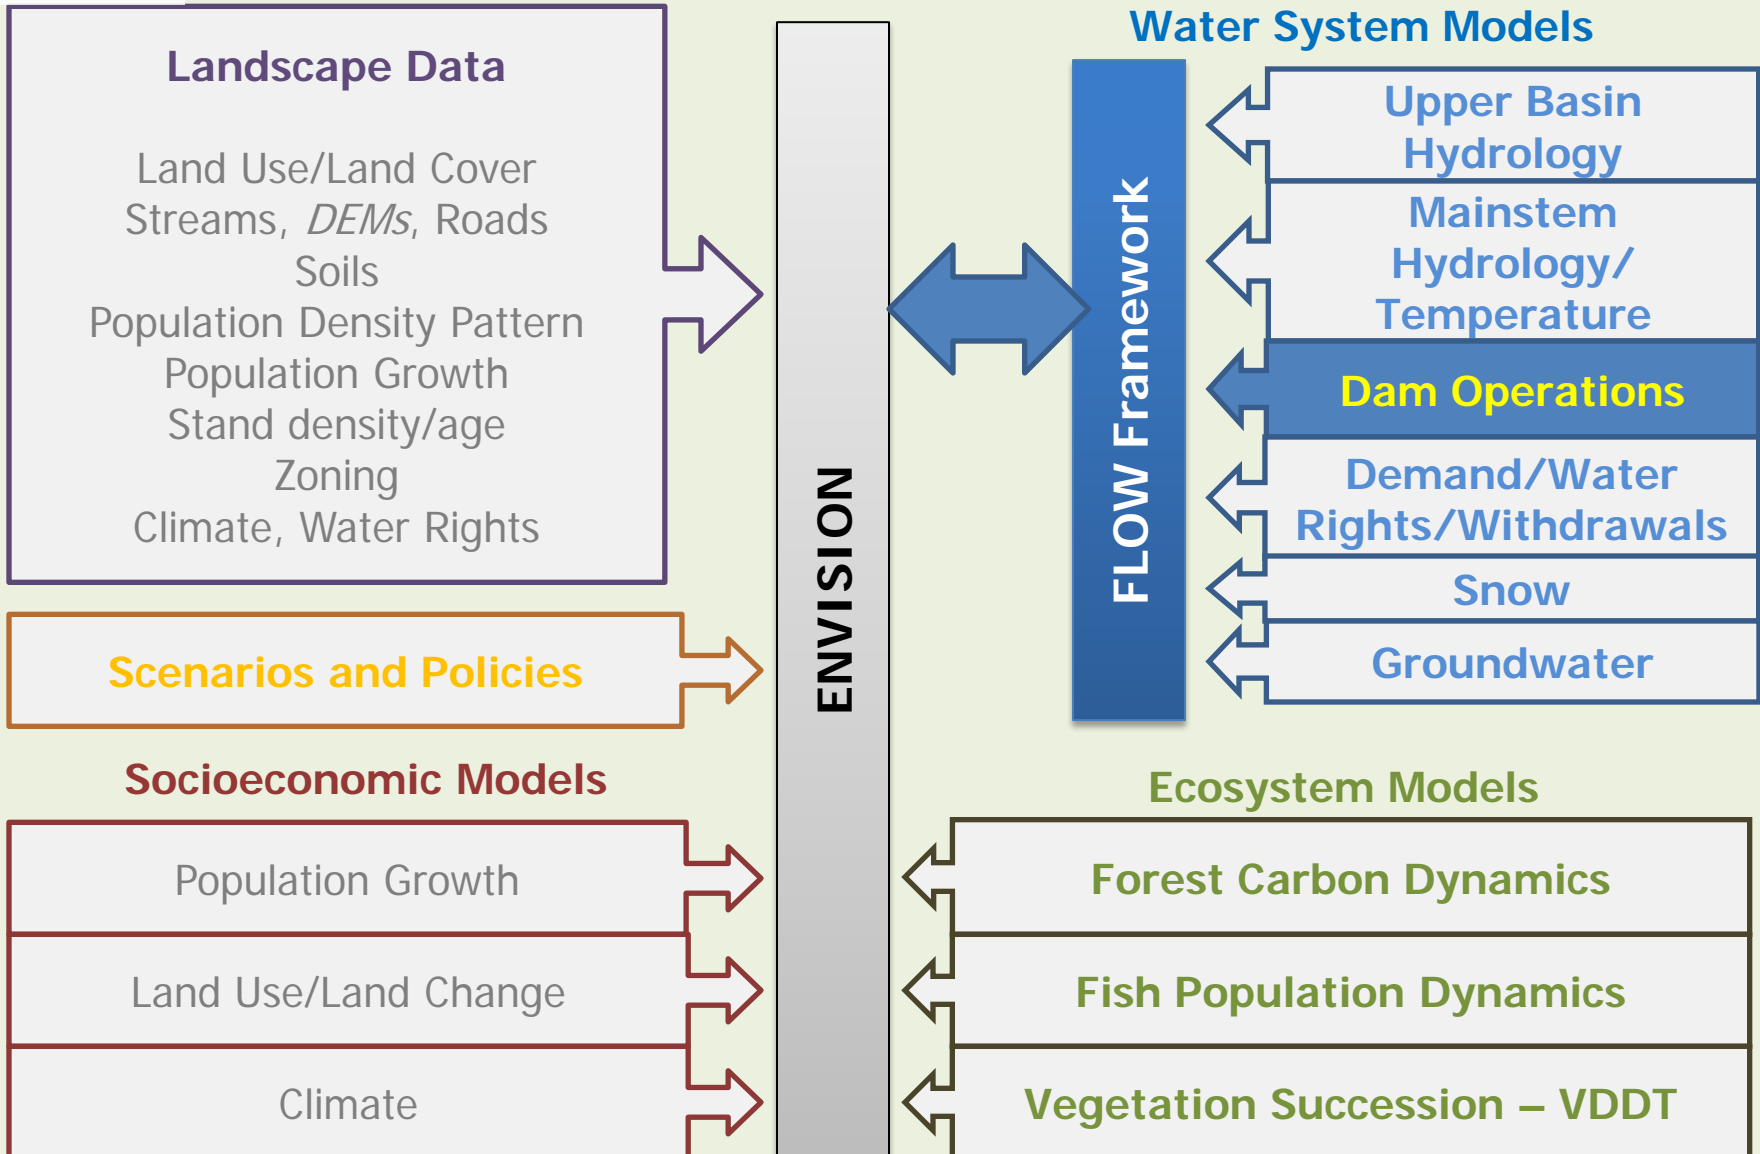 Landscape Data
Land Use/Land Cover
Streams, DEMs, Roads
Soils
Population Density Pattern
Population Growth
Stand density/age
Zoning
Climate, Water Rights
Scenarios and Policies
Socioeconomic Models
Population Growth
Land Use/Land Change
Climate
ENVISION
Water System Models
FLOW Framework
Upper Basin
Hydrology
Mainstem
Hydrology/
Temperature
Dam Operations
Demand/Water
Rights/Withdrawals
Snow
Groundwater
Ecosystem Models
Forest Carbon Dynamics
Fish Population Dynamics
Vegetation Succession – VDDT